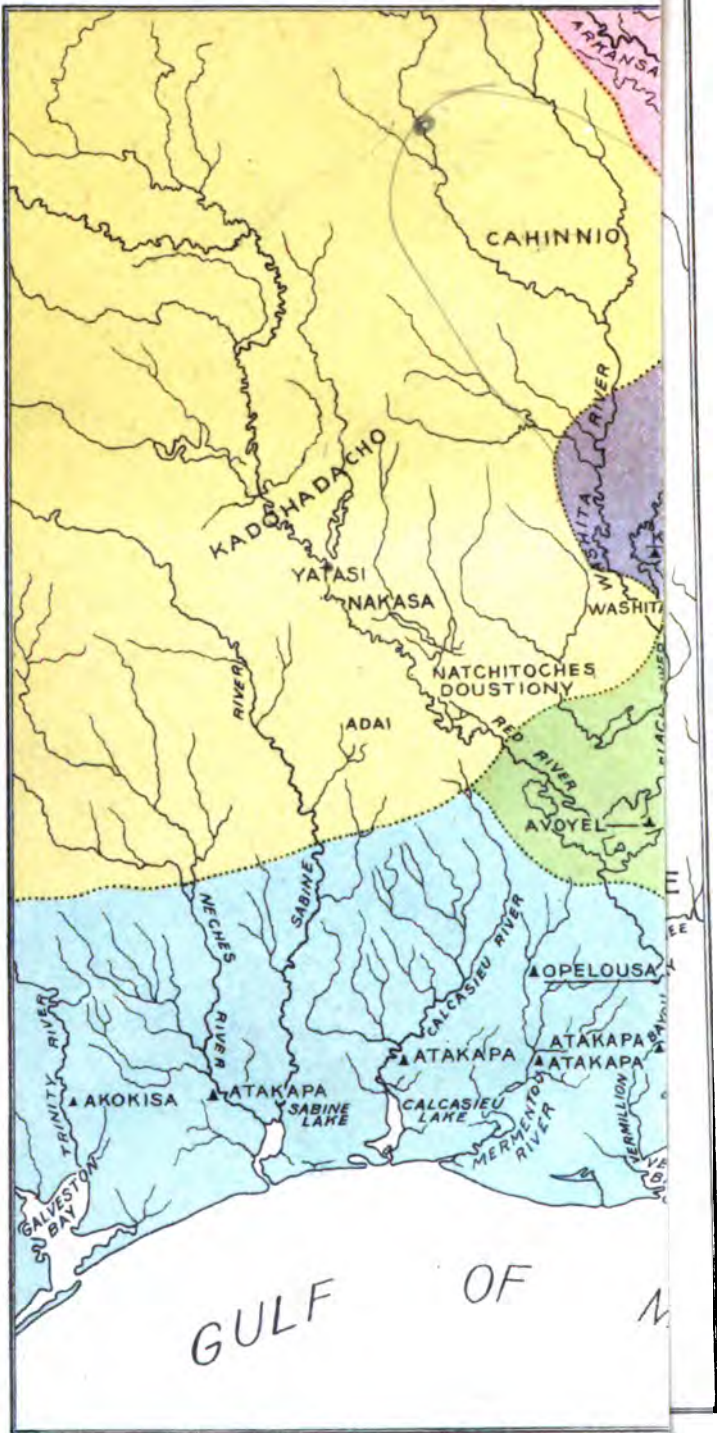 ARKANSA
CAHINNIO
WASHITA RIVER
KADOHADACHO
YATASI
NAKASA
WASHITA
NATCHITOCHES
DOUSTIONY
RIVER
ADAI
RED RIVER
AVOYEL
SABINE
NECHES
RIVER
CALCASIEU RIVER
EE
OPELOUSA
TRINITY RIVER
ATAKAPA
ATAKAPA
ATAKAPA
BAYOU
AKOKISA
ATAKAPA
SABINE
LAKE
CALCASIEU
LAKE
MERMENTOU
RIVER
VERMILLION
GALVESTON
BAY
GULF OF M